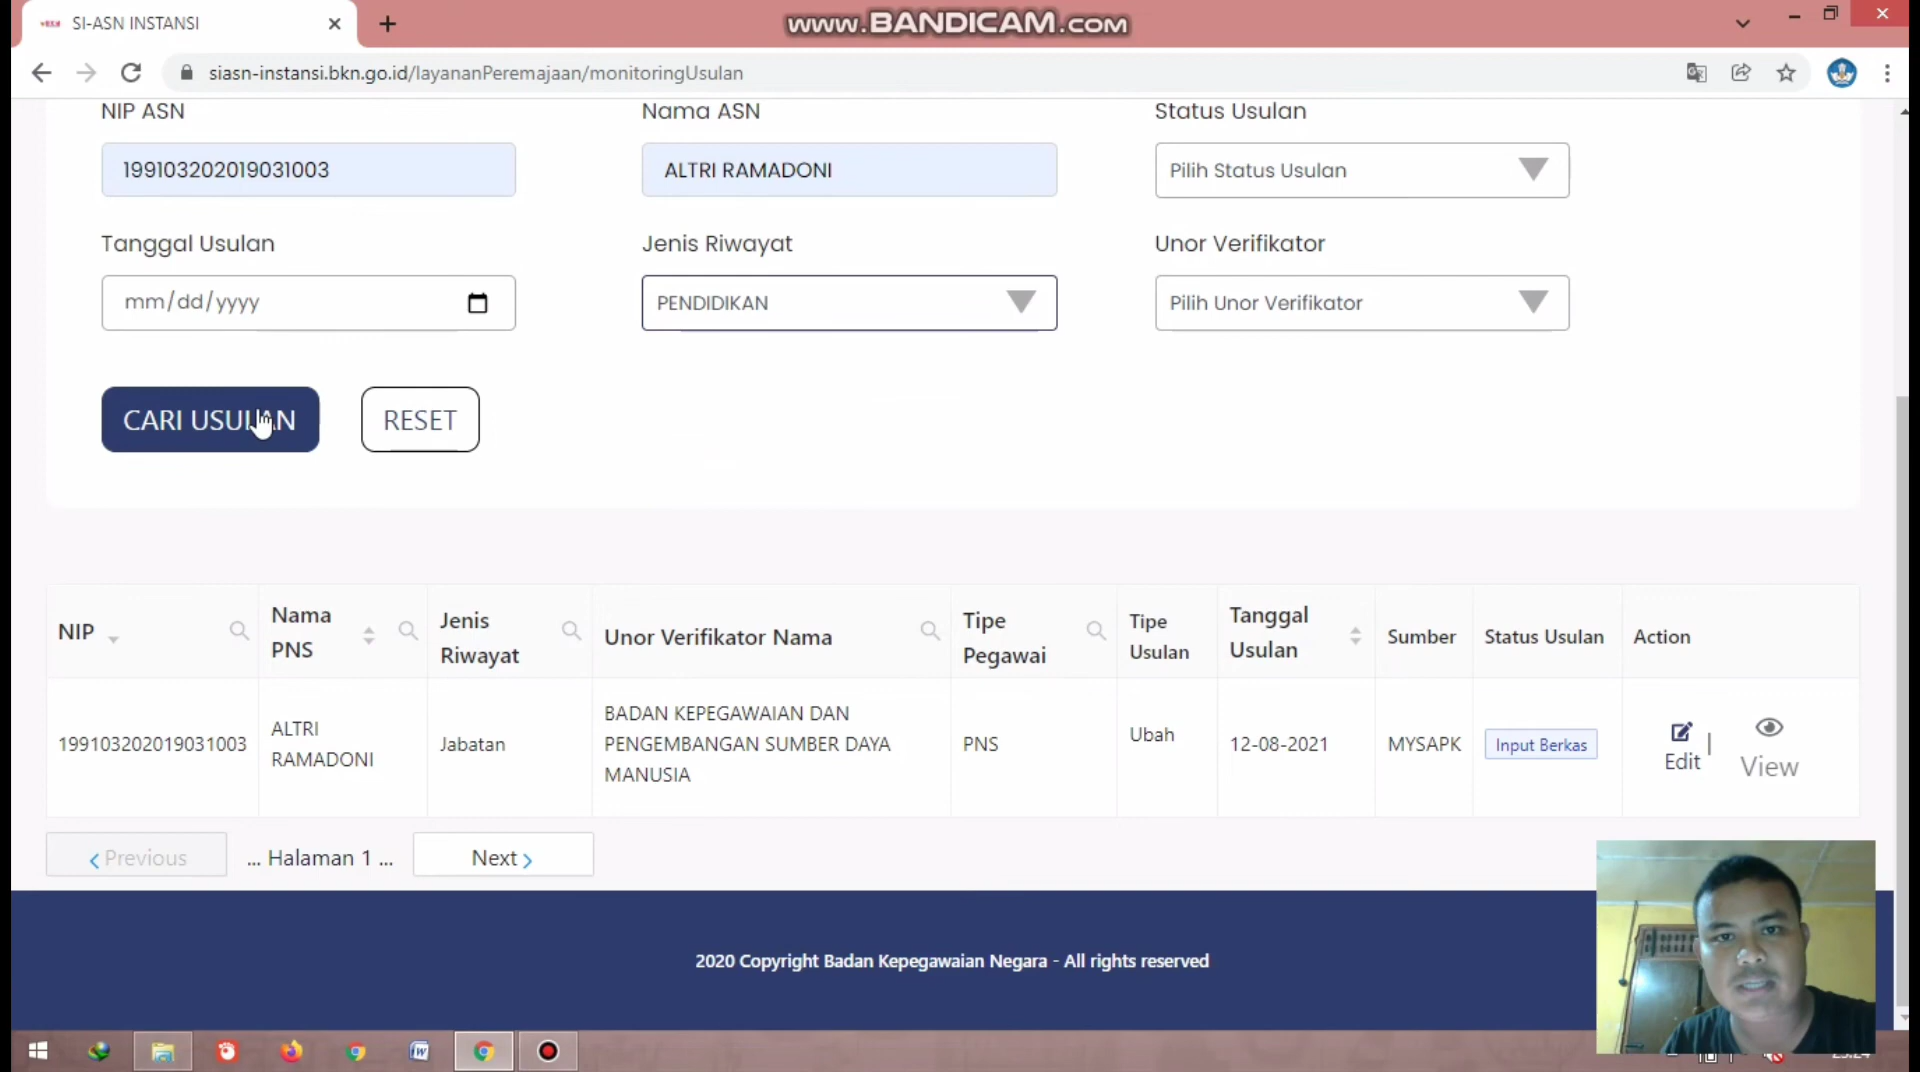 SI-ASN INSTANSI
www.BANDICAM.com
siasn-instansi.bkn.go.id/layananPeremajaan/monitoringUsulan
NIP ASN
Nama ASN
Status Usulan
199103202019031003
ALTRI RAMADONI
Pilih Status Usulan
Tanggal Usulan
Jenis Riwayat
Unor Verifikator
mm/dd/yyyy
PENDIDIKAN
Pilih Unor Verifikator
CARI USULAN
RESET
NIP
Nama
PNS
Jenis
Riwayat
Unor Verifikator Nama
Tipe
Pegawai
Tipe
Usulan
Tanggal
Usulan
Sumber
Status Usulan
Action
199103202019031003
ALTRI
RAMADONI
Jabatan
BADAN KEPEGAWAIAN DAN
PENGEMBANGAN SUMBER DAYA
MANUSIA
PNS
Ubah
12-08-2021
MYSAPK
Input Berkas
Edit
View
Previous
... Halaman 1 ...
Next
2020 Copyright Badan Kepegawaian Negara - All rights reserved